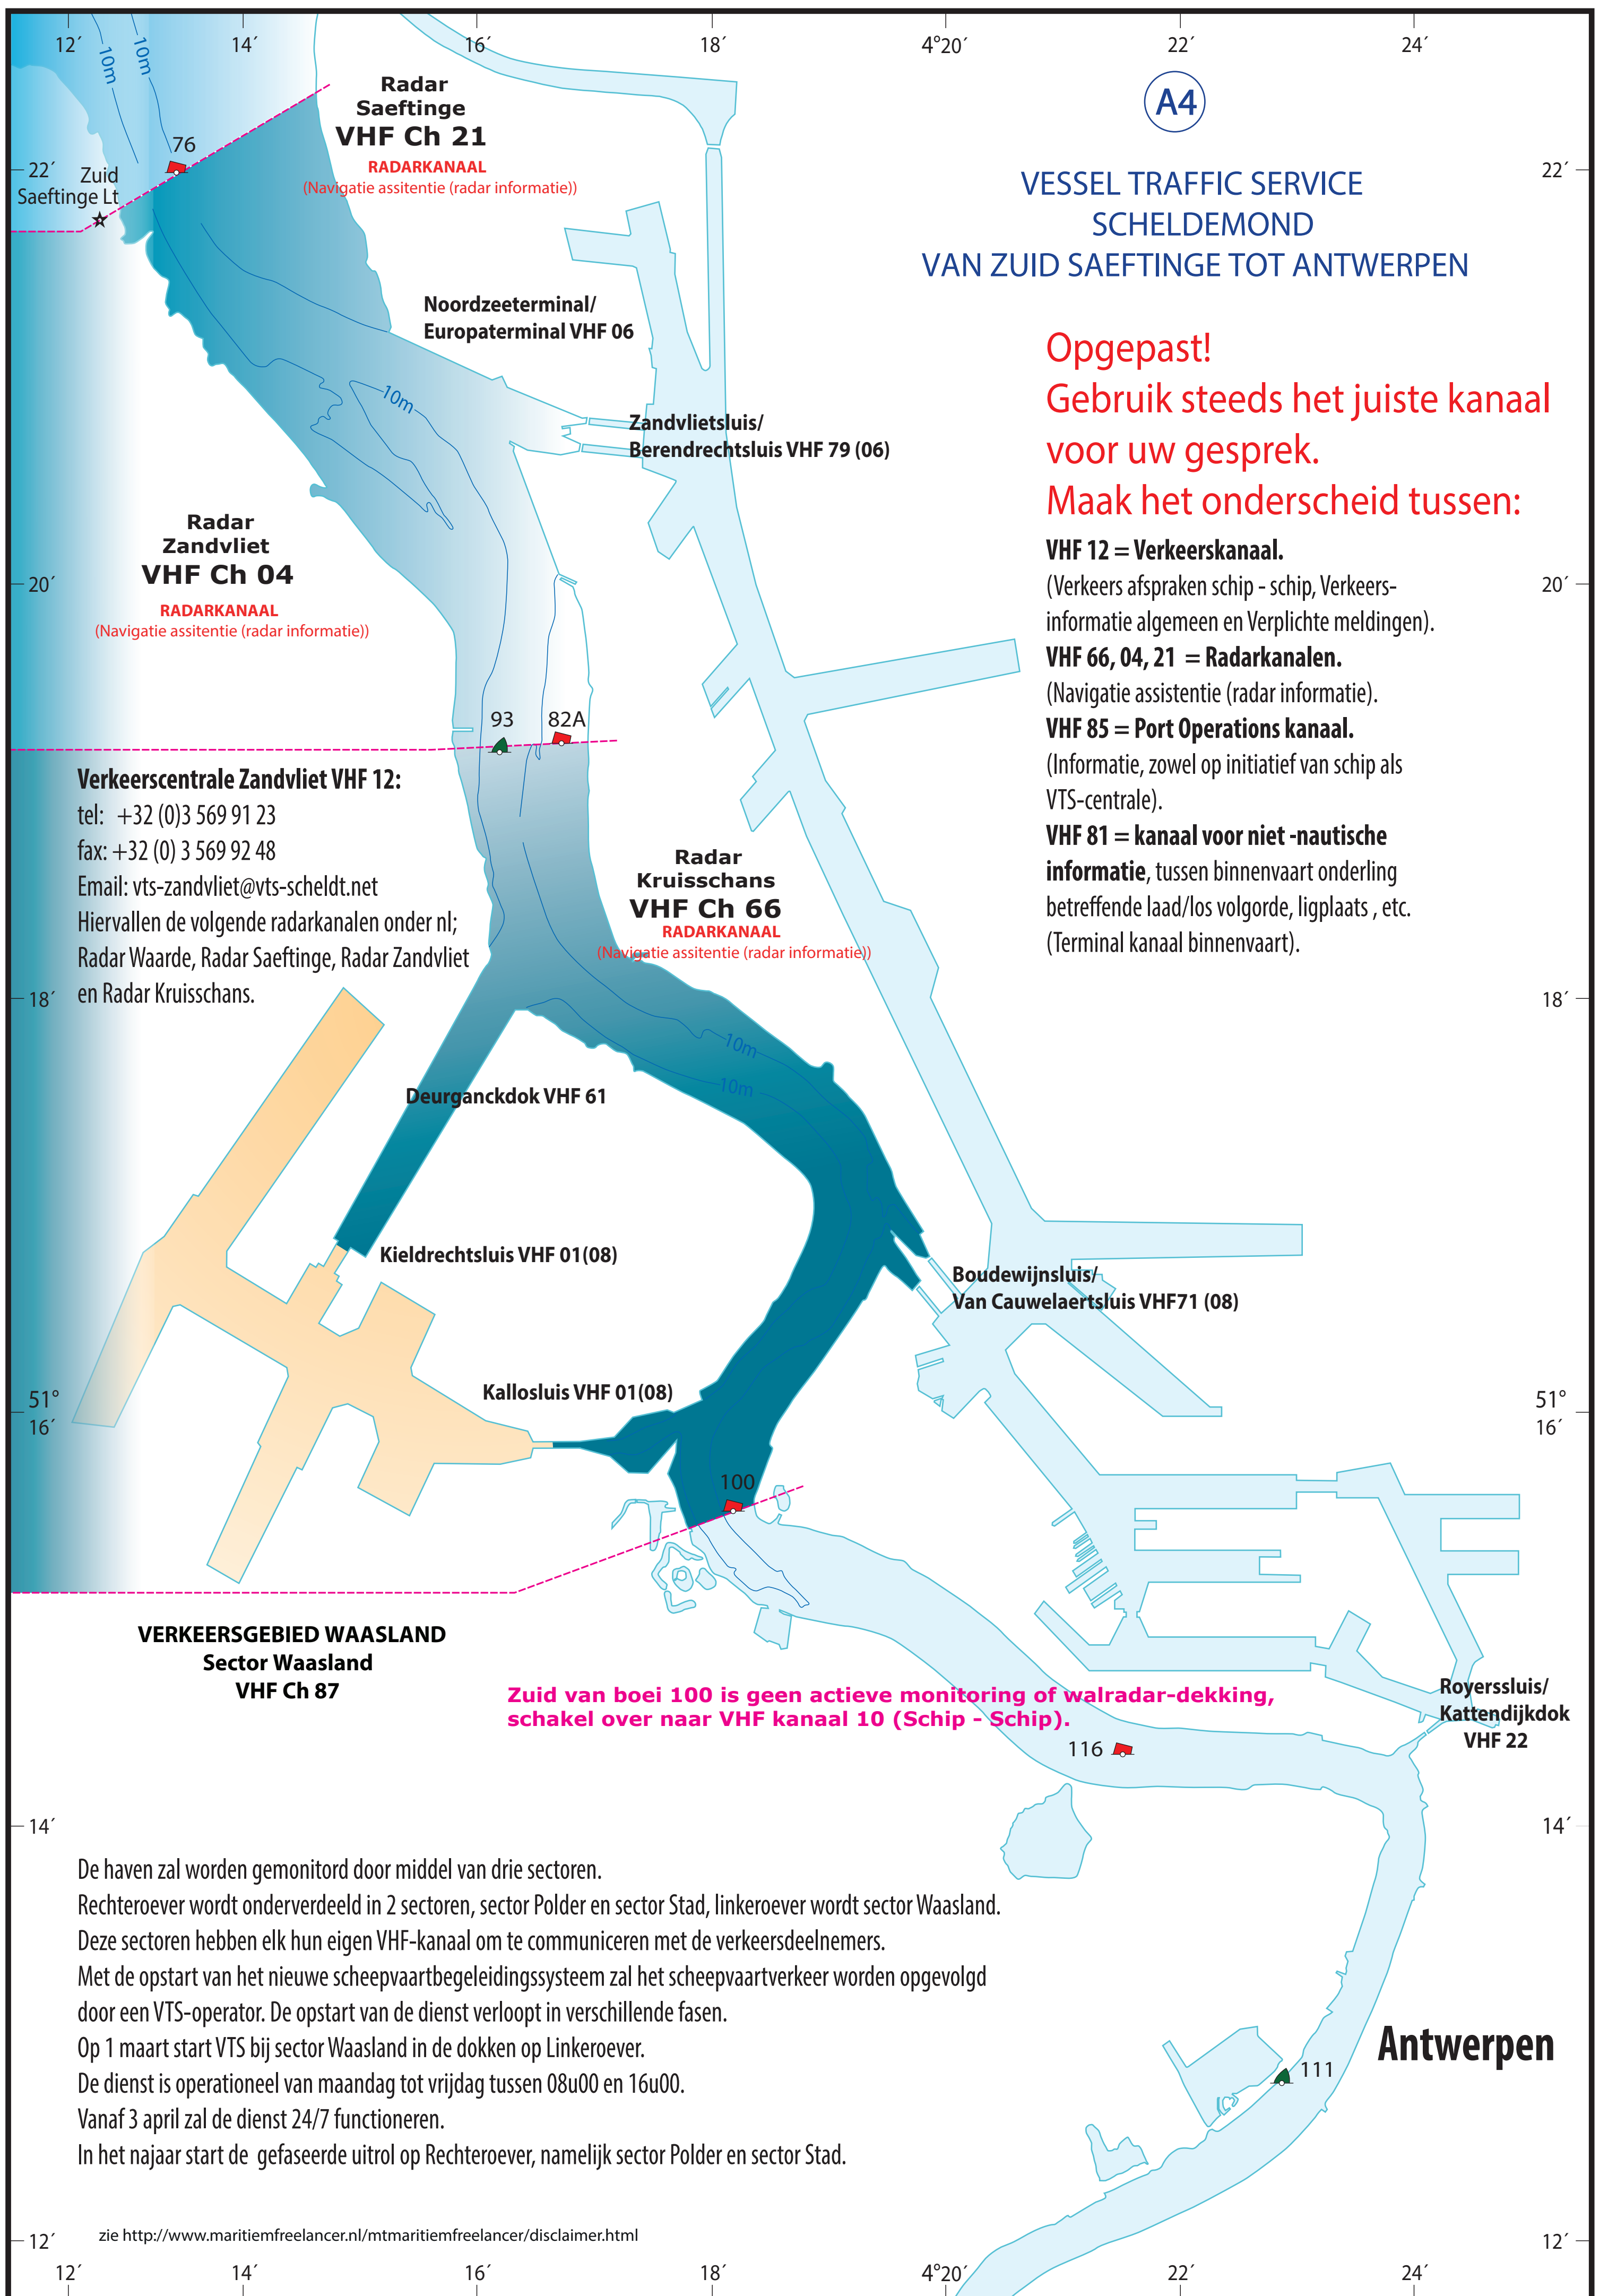 12´ 14´ 16´ 18´ 4°20´ 22´ 24´
10m
10m
A4
Radar
Saeftinge
VHF Ch 21
RADARKANAAL
(Navigatie assitentie (radar informatie))
76
22´
Zuid
Saeftinge Lt
22´
VESSEL TRAFFIC SERVICE
SCHELDEMOND
VAN ZUID SAEFTINGE TOT ANTWERPEN
Noordzeeterminal/
Europaterminal VHF 06
10m
Zandvlietsluis/
Berendrechtsluis VHF 79 (06)
Opgepast!
Gebruik steeds het juiste kanaal
voor uw gesprek.
Maak het onderscheid tussen:
VHF 12 = Verkeerskanaal.
(Verkeers afspraken schip - schip, Verkeers-
informatie algemeen en Verplichte meldingen).
VHF 66, 04, 21 = Radarkanalen.
(Navigatie assistentie (radar informatie).
VHF 85 = Port Operations kanaal.
(Informatie, zowel op initiatief van schip als
VTS-centrale).
VHF 81 = kanaal voor niet -nautische
informatie, tussen binnenvaart onderling
betreffende laad/los volgorde, ligplaats , etc.
(Terminal kanaal binnenvaart).
Radar
Zandvliet
VHF Ch 04
RADARKANAAL
(Navigatie assitentie (radar informatie))
20´
20´
93
82A
Verkeerscentrale Zandvliet VHF 12:
tel: +32 (0)3 569 91 23
fax: +32 (0) 3 569 92 48
Email: vts-zandvliet@vts-scheldt.net
Hiervallen de volgende radarkanalen onder nl;
Radar Waarde, Radar Saeftinge, Radar Zandvliet
en Radar Kruisschans.
Radar
Kruisschans
VHF Ch 66
RADARKANAAL
(Navigatie assitentie (radar informatie))
18´
18´
10m
10m
Deurganckdok VHF 61
Kieldrechtsluis VHF 01(08)
Boudewijnsluis/
Van Cauwelaertsluis VHF71 (08)
Kallosluis VHF 01(08)
51°
16´
51°
16´
100
VERKEERSGEBIED WAASLAND
Sector Waasland
VHF Ch 87
Zuid van boei 100 is geen actieve monitoring of walradar-dekking,
schakel over naar VHF kanaal 10 (Schip - Schip).
Royerssluis/
Kattendijkdok
VHF 22
116
14´
14´
De haven zal worden gemonitord door middel van drie sectoren.
Rechteroever wordt onderverdeeld in 2 sectoren, sector Polder en sector Stad, linkeroever wordt sector Waasland.
Deze sectoren hebben elk hun eigen VHF-kanaal om te communiceren met de verkeersdeelnemers.
Met de opstart van het nieuwe scheepvaartbegeleidingssysteem zal het scheepvaartverkeer worden opgevolgd
door een VTS-operator. De opstart van de dienst verloopt in verschillende fasen.
Op 1 maart start VTS bij sector Waasland in de dokken op Linkeroever.
De dienst is operationeel van maandag tot vrijdag tussen 08u00 en 16u00.
Vanaf 3 april zal de dienst 24/7 functioneren.
In het najaar start de gefaseerde uitrol op Rechteroever, namelijk sector Polder en sector Stad.
Antwerpen
111
zie http://www.maritiemfreelancer.nl/mtmaritiemfreelancer/disclaimer.html
12´
12´
12´ 14´ 16´ 18´ 4°20´ 22´ 24´